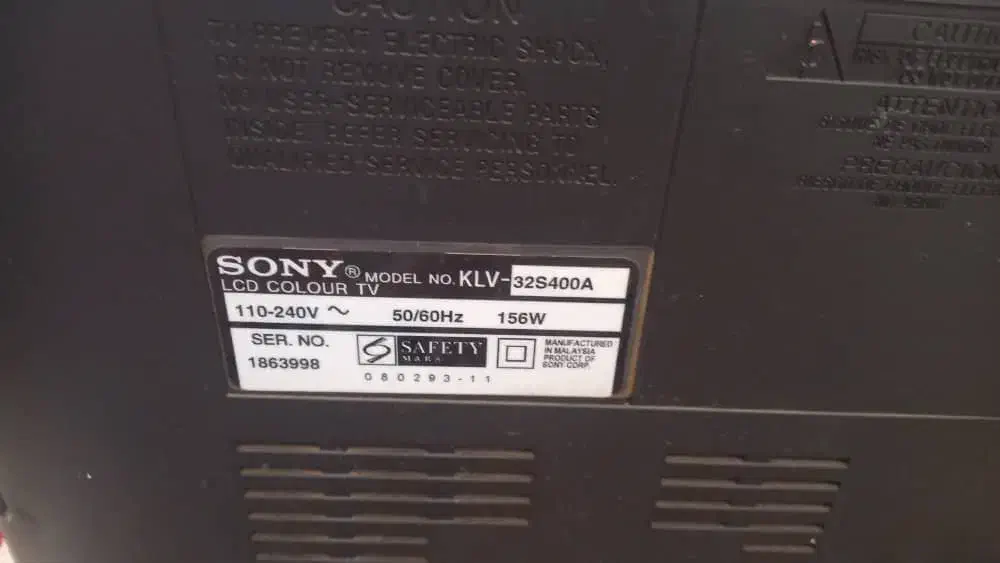 CAUTION
TO PREVENT ELECTRIC SHOCK,
DO NOT REMOVE COVER.
NO USER-SERVICEABLE PARTS
INSIDE. REFER SERVICING TO
QUALIFIED SERVICE PERSONNEL.
ATTENTION
PRECAUCION
SONY® MODEL NO. KLV-32S400A
LCD COLOUR TV
110-240V ~ 50/60Hz 156W
SER. NO.
1863998
SAFETY
MARK
080293-11
MANUFACTURED
IN MALAYSIA
PRODUCT OF
SONY CORP.